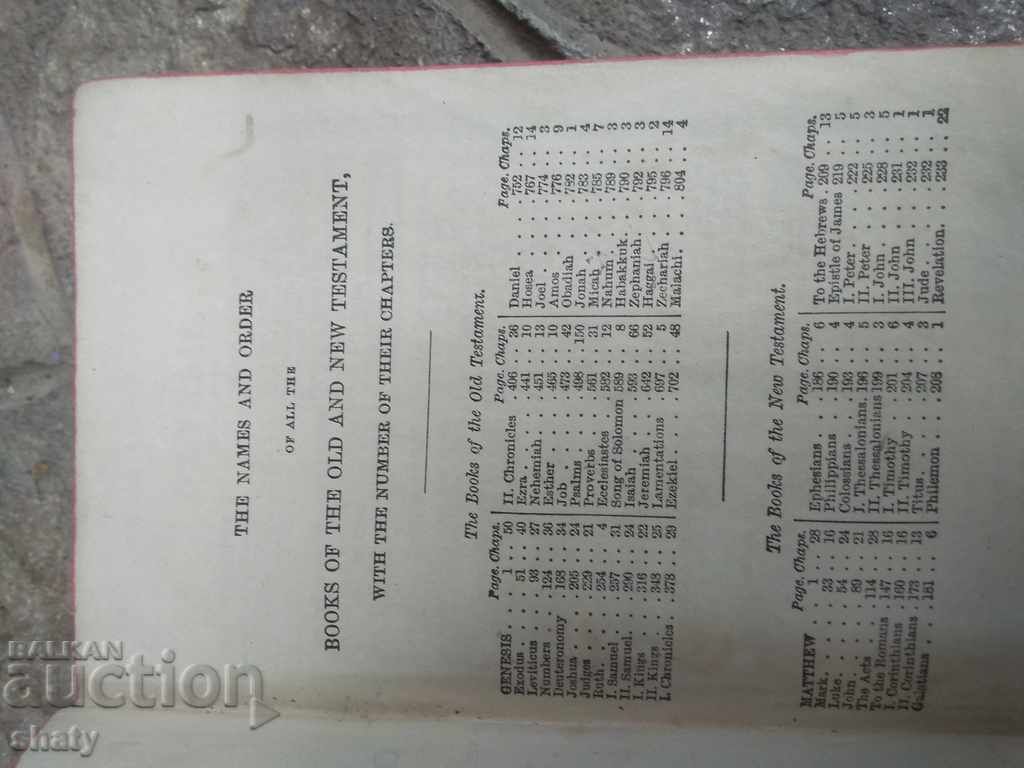 THE NAMES AND ORDER
OF ALL THE
BOOKS OF THE OLD AND NEW TESTAMENT,
WITH THE NUMBER OF THEIR CHAPTERS.
The Books of the Old Testament.
Page. Chaps.
GENESIS . . . 1 . . 50
Exodus . . . . 51 . . 40
Leviticus . . . 93 . . 27
Numbers . . . 124 . . 36
Deuteronomy 168 . . 34
Joshua . . . . 205 . . 24
Judges . . . . 229 . . 21
Ruth . . . . . 254 . . 4
I. Samuel . . . 257 . . 31
II. Samuel . . . 290 . . 24
I. Kings . . . . 316 . . 22
II. Kings . . . 348 . . 25
I. Chronicles . . 378 . . 29
Page. Chaps.
II. Chronicles 406 . . 36
Ezra . . . . . 441 . . 10
Nehemiah . . . 451 . . 13
Esther . . . . 465 . . 10
Job . . . . . . 473 . . 42
Psalms . . . . 498 . . 150
Proverbs . . . 561 . . 31
Ecclesiastes . . 582 . . 12
Song of Solomon 589 . . 8
Isaiah . . . . 593 . . 66
Jeremiah . . . 642 . . 52
Lamentations . 697 . . 5
Ezekiel . . . . 702 . . 48
Page. Chaps.
Daniel . . . . 752 . . 12
Hosea . . . . 767 . . 14
Joel . . . . . 774 . . 3
Amos . . . . . 776 . . 9
Obadiah . . . 782 . . 1
Jonah . . . . 783 . . 4
Micah . . . . 785 . . 7
Nahum . . . . 789 . . 3
Habakkuk . . . 790 . . 3
Zephaniah . . . 792 . . 3
Haggai . . . . 795 . . 2
Zechariah . . . 796 . . 14
Malachi . . . . 804 . . 4
The Books of the New Testament.
Page. Chaps.
MATTHEW . . 1 . . 28
Mark . . . . . 33 . . 16
Luke . . . . . 54 . . 24
John . . . . . 89 . . 21
The Acts . . . 114 . . 28
To the Romans . 147 . . 16
I. Corinthians . 16
II. Corinthians 173 . . 13
Galatians . . . 181 . . 6
Page. Chaps.
Ephesians . . . 186 . . 6
Philippians . . 190 . . 4
Colossians . . . 193 . . 4
I. Thessalonians. 196 . . 5
II. Thessalonians 199 . . 3
I. Timothy . . . 201 . . 6
II. Timothy . . 204 . . 4
Titus . . . . . 207 . . 3
Philemon . . . 208 . . 1
Page. Chaps.
To the Hebrews . 209 . . 13
Epistle of James 219 . . 5
I. Peter . . . . 222 . . 5
II. Peter . . . 225 . . 3
I. John . . . . 228 . . 5
II. John . . . . 231 . . 1
III. John . . . 232 . . 1
Jude . . . . . 232 . . 1
Revelation . . . 233 . . 22
BALKAN
auction
shaty